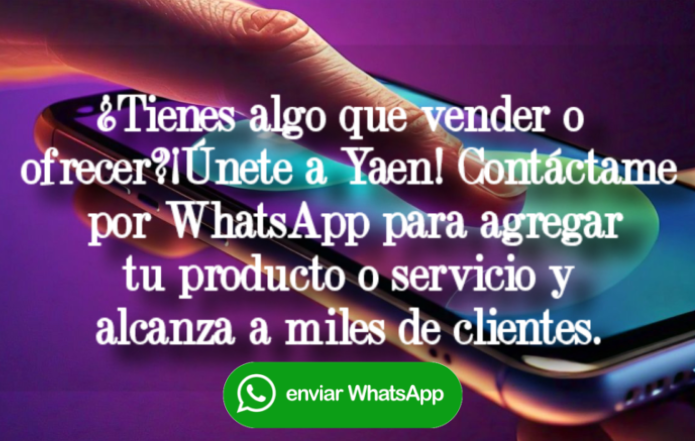 ¿Tienes algo que vender o
ofrecer?¡Únete a Yaen! Contáctame
por WhatsApp para agregar
tu producto o servicio y
alcanza a miles de clientes.
enviar WhatsApp